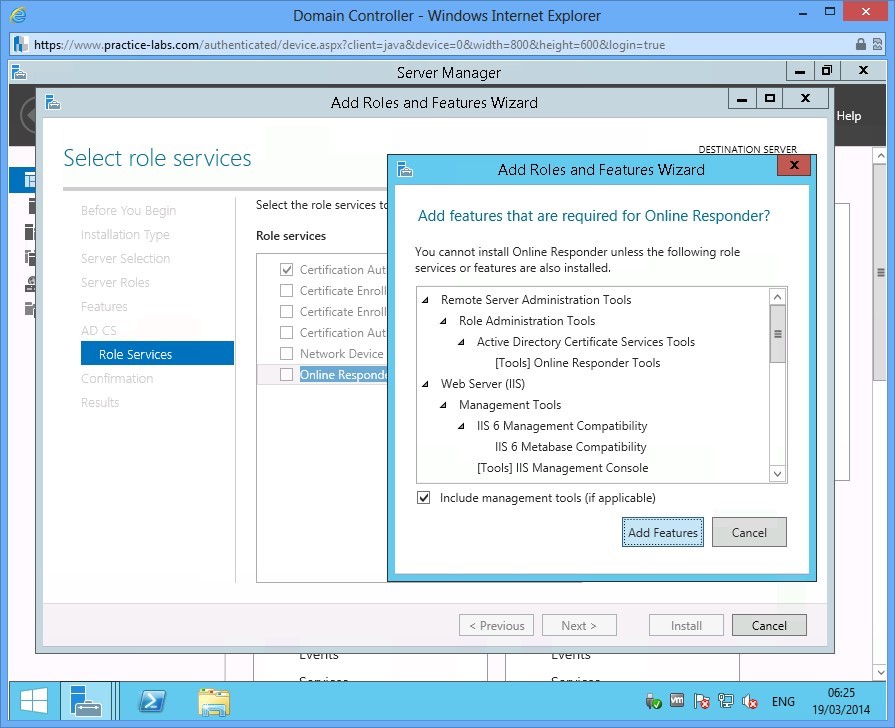 Domain Controller - Windows Internet Explorer
https://www.practice-labs.com/authenticated/device.aspx?client=java&device=0&width=800&height=600&login=true
Server Manager
Add Roles and Features Wizard
Help
Select role services
DESTINATION SERVER
Before You Begin
Installation Type
Server Selection
Server Roles
Features
AD CS
Role Services
Confirmation
Results
Select the role services to
Role services
Certification Aut
Certificate Enroll
Certificate Enroll
Certification Aut
Network Device
Online Responde
Add Roles and Features Wizard
Add features that are required for Online Responder?
You cannot install Online Responder unless the following role
services or features are also installed.
Remote Server Administration Tools
Role Administration Tools
Active Directory Certificate Services Tools
[Tools] Online Responder Tools
Web Server (IIS)
Management Tools
IIS 6 Management Compatibility
IIS 6 Metabase Compatibility
[Tools] IIS Management Console
Include management tools (if applicable)
Add Features
Cancel
< Previous
Next >
Install
Cancel
Events
Events
Services
Services
ENG
06:25
19/03/2014